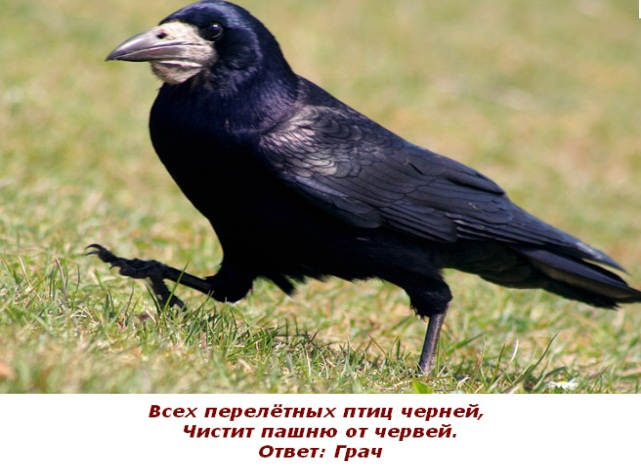 Всех перелётных птиц черней,
Чистит пашню от червей.
Ответ: Грач